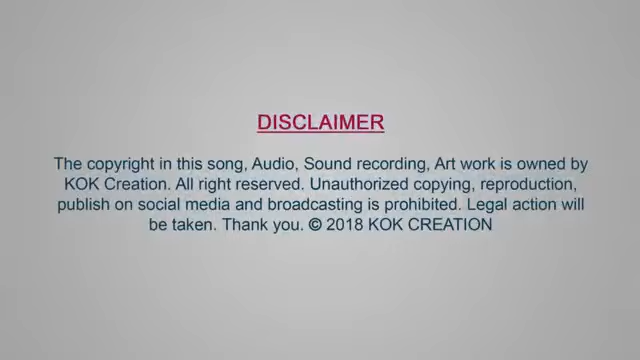 DISCLAIMER
The copyright in this song, Audio, Sound recording, Art work is owned by
KOK Creation. All right reserved. Unauthorized copying, reproduction,
publish on social media and broadcasting is prohibited. Legal action will
be taken. Thank you. © 2018 KOK CREATION